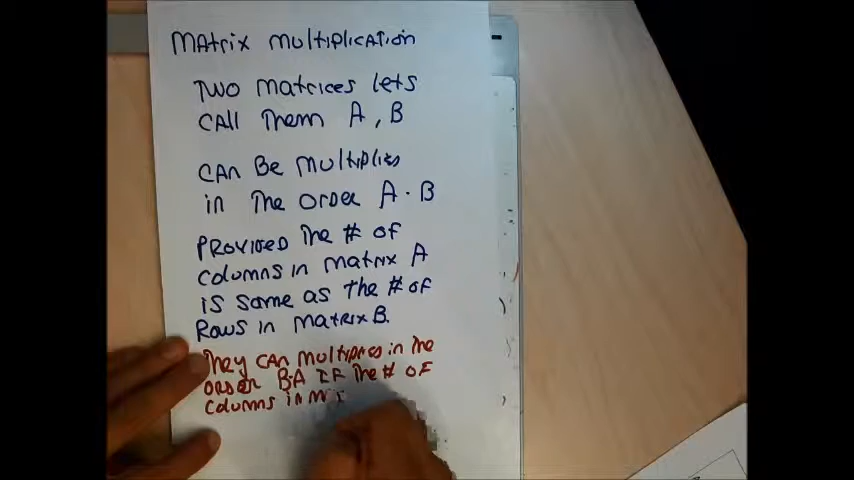 Matrix Multiplication
Two Matrices lets
call Them A, B
Can Be Multiplies
in The Order A · B
Provided The # of
columns in matrix A
is same as The # of
Rows in Matrix B.
They can multiplies in The
order B·A IF The # OF
columns in